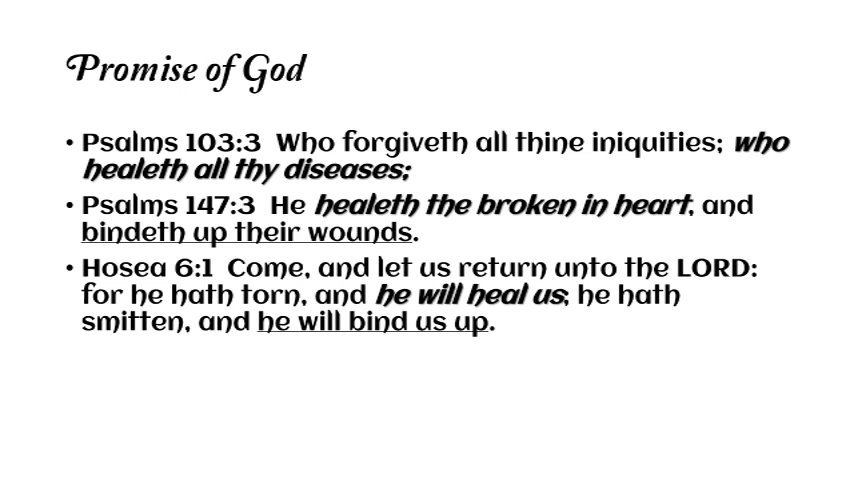 Promise of God
• Psalms 103:3  Who forgiveth all thine iniquities; who
healeth all thy diseases;
• Psalms 147:3  He healeth the broken in heart, and
bindeth up their wounds.
• Hosea 6:1  Come, and let us return unto the LORD:
for he hath torn, and he will heal us; he hath
smitten, and he will bind us up.